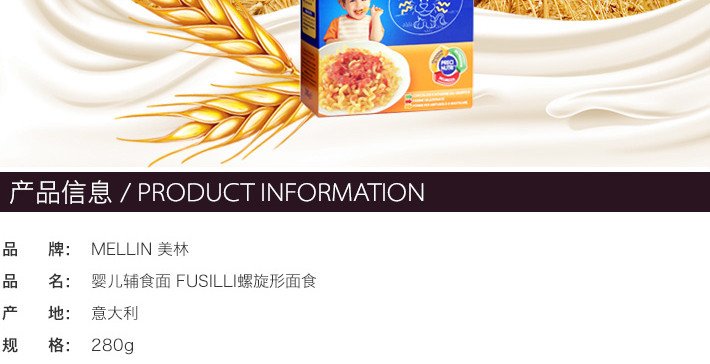 PRECI
NUTRI
产品信息 / PRODUCT INFORMATION
品 牌： MELLIN 美林
品 名： 婴儿辅食面 FUSILLI螺旋形面食
产 地： 意大利
规 格： 280g